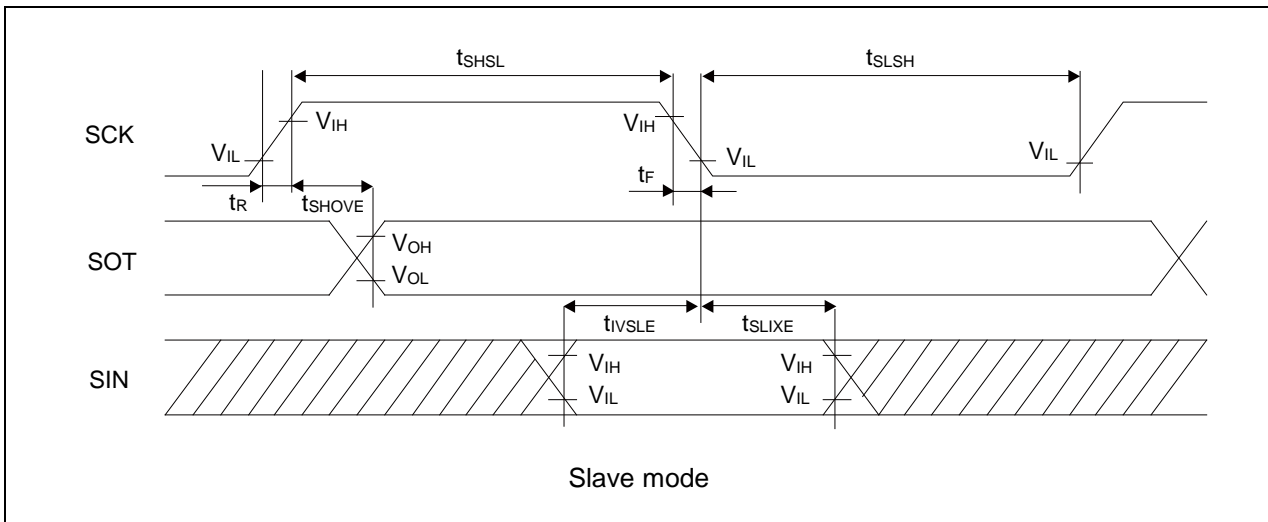 tSHSL
tSLSH
SCK
VIH
VIH
VIL
VIL
VIL
tR
tSHOVE
tF
SOT
VOH
VOL
tIVSLE
tSLIXE
SIN
VIH
VIH
VIL
VIL
Slave mode